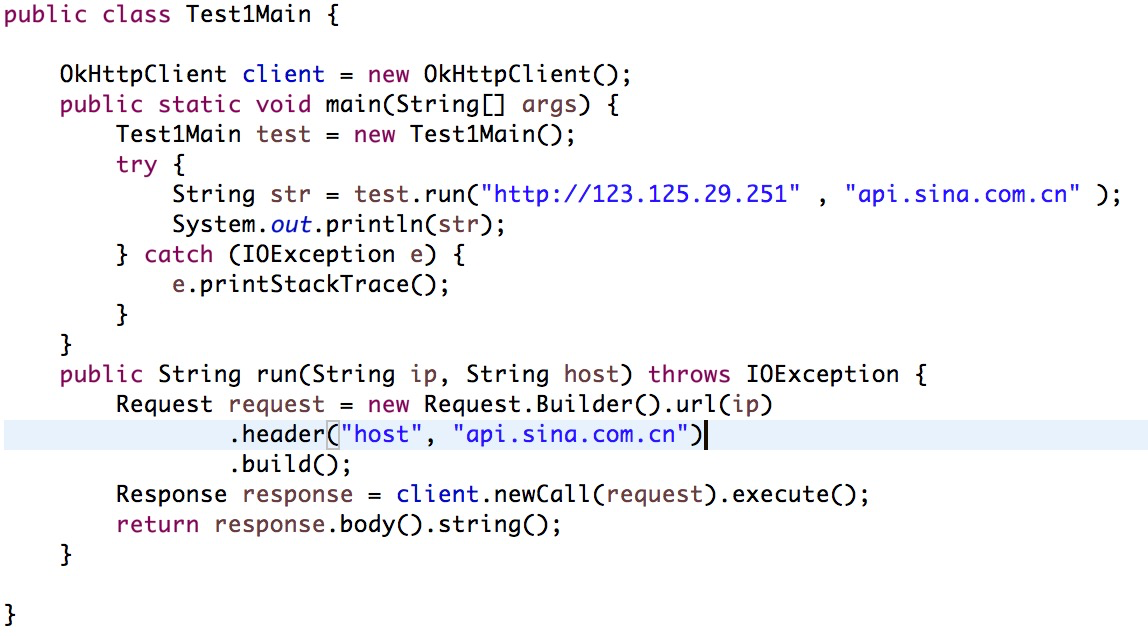 public class Test1Main {
    OkHttpClient client = new OkHttpClient();
    public static void main(String[] args) {
        Test1Main test = new Test1Main();
        try {
            String str = test.run("http://123.125.29.251" , "api.sina.com.cn" );
            System.out.println(str);
        } catch (IOException e) {
            e.printStackTrace();
        }
    }
    public String run(String ip, String host) throws IOException {
        Request request = new Request.Builder().url(ip)
                .header("host", "api.sina.com.cn")
                .build();
        Response response = client.newCall(request).execute();
        return response.body().string();
    }
}